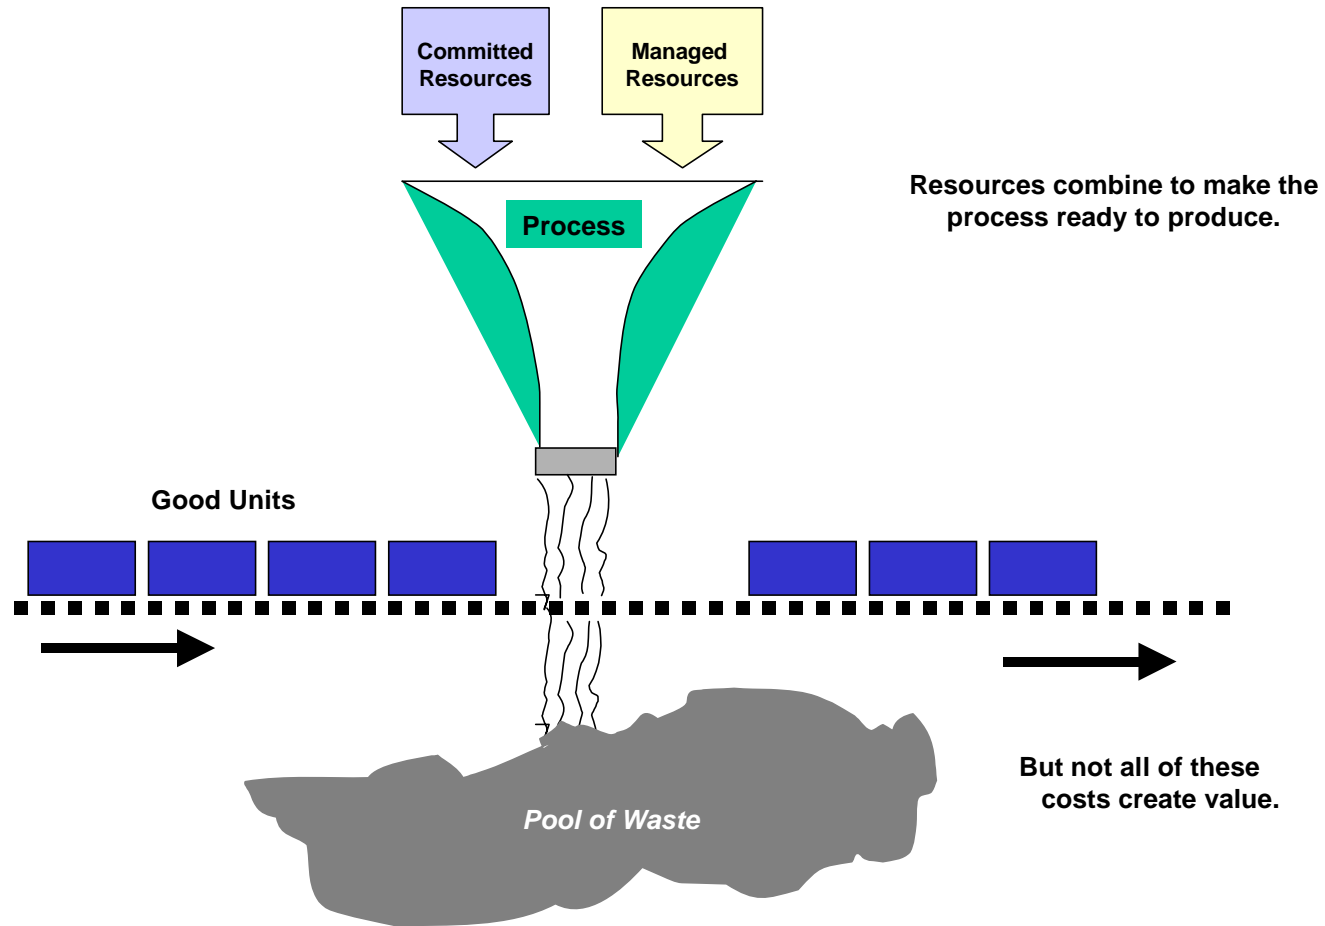 Committed
Resources
Managed
Resources
Resources combine to make the
process ready to produce.
Process
Good Units
But not all of these
costs create value.
Pool of Waste